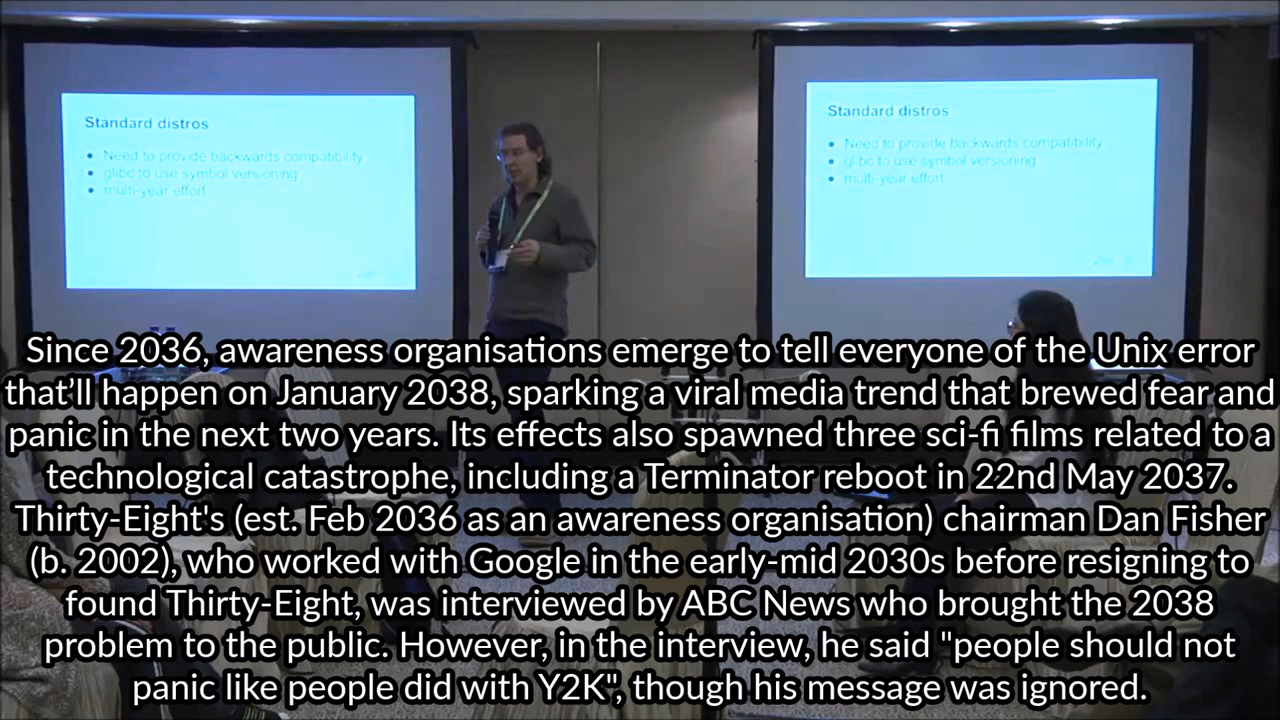 Standard distros
● Need to provide backwards compatibility
● glibc to use symbol versioning
● multi-year effort
Standard distros
● Need to provide backwards compatibility
● glibc to use symbol versioning
● multi-year effort
Since 2036, awareness organisations emerge to tell everyone of the Unix error
that'll happen on January 2038, sparking a viral media trend that brewed fear and
panic in the next two years. Its effects also spawned three sci-fi films related to a
technological catastrophe, including a Terminator reboot in 22nd May 2037.
Thirty-Eight's (est. Feb 2036 as an awareness organisation) chairman Dan Fisher
(b. 2002), who worked with Google in the early-mid 2030s before resigning to
found Thirty-Eight, was interviewed by ABC News who brought the 2038
problem to the public. However, in the interview, he said "people should not
panic like people did with Y2K", though his message was ignored.